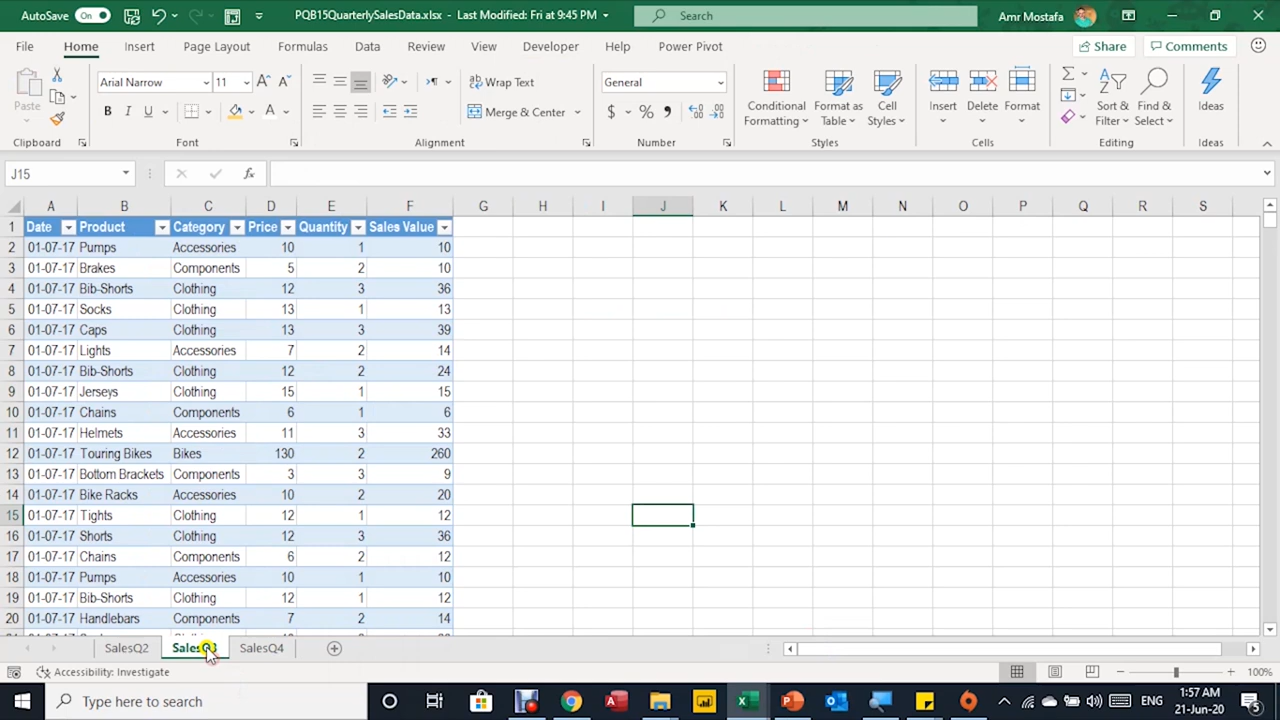 AutoSave On PQB15QuarterlySalesData.xlsx - Last Modified: Fri at 9:45 PM Search Amr Mostafa
File Home Insert Page Layout Formulas Data Review View Developer Help Power Pivot Share Comments
Arial Narrow 11 Wrap Text General
Paste Conditional Format as Cell Insert Delete Format Sort & Find & Ideas
B I U Merge & Center $ % Formatting Table Styles Filter Select
Clipboard Font Alignment Number Styles Cells Editing Ideas
J15 fx
A B C D E F G H I J K L M N O P Q R S
1 Date Product Category Price Quantity Sales Value
2 01-07-17 Pumps Accessories 10 1 10
3 01-07-17 Brakes Components 5 2 10
4 01-07-17 Bib-Shorts Clothing 12 3 36
5 01-07-17 Socks Clothing 13 1 13
6 01-07-17 Caps Clothing 13 3 39
7 01-07-17 Lights Accessories 7 2 14
8 01-07-17 Bib-Shorts Clothing 12 2 24
9 01-07-17 Jerseys Clothing 15 1 15
10 01-07-17 Chains Components 6 1 6
11 01-07-17 Helmets Accessories 11 3 33
12 01-07-17 Touring Bikes Bikes 130 2 260
13 01-07-17 Bottom Brackets Components 3 3 9
14 01-07-17 Bike Racks Accessories 10 2 20
15 01-07-17 Tights Clothing 12 1 12
16 01-07-17 Shorts Clothing 12 3 36
17 01-07-17 Chains Components 6 2 12
18 01-07-17 Pumps Accessories 10 1 10
19 01-07-17 Bib-Shorts Clothing 12 1 12
20 01-07-17 Handlebars Components 7 2 14
SalesQ2 SalesQ3 SalesQ4
Accessibility: Investigate 100%
Type here to search ENG 1:57 AM
21-Jun-20 5